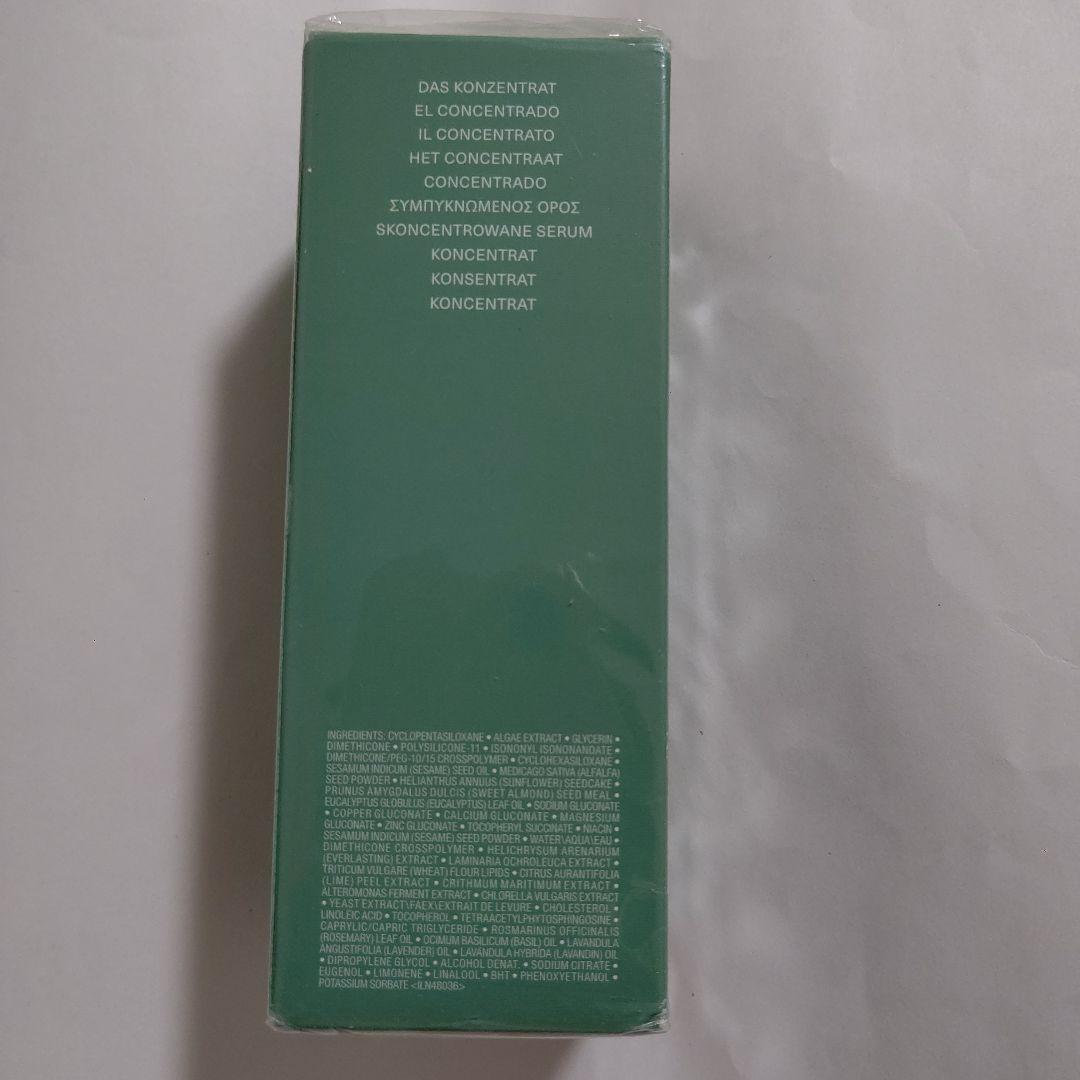 DAS KONZENTRAT
EL CONCENTRADO
IL CONCENTRATO
HET CONCENTRAAT
CONCENTRADO
ΣΥΜΠΥΚΝΩΜΕΝΟΣ ΟΡΟΣ
SKONCENTROWANE SERUM
KONCENTRAT
KONSENTRAT
KONCENTRAT
INGREDIENTS: CYCLOPENTASILOXANE • ALGAE EXTRACT • GLYCERIN •
DIMETHICONE • POLYSILICONE-11 • ISONONYL ISONONANOATE •
DIMETHICONE/PEG-10/15 CROSSPOLYMER • CYCLOHEXASILOXANE •
SESAMUM INDICUM (SESAME) SEED OIL • MEDICAGO SATIVA (ALFALFA)
SEED POWDER • HELIANTHUS ANNUUS (SUNFLOWER) SEEDCAKE •
PRUNUS AMYGDALUS DULCIS (SWEET ALMOND) SEED MEAL •
EUCALYPTUS GLOBULUS (EUCALYPTUS) LEAF OIL • SODIUM GLUCONATE
• COPPER GLUCONATE • CALCIUM GLUCONATE • MAGNESIUM
GLUCONATE • ZINC GLUCONATE • TOCOPHERYL SUCCINATE • NIACIN •
SESAMUM INDICUM (SESAME) SEED POWDER • WATER\AQUA\EAU •
DIMETHICONE CROSSPOLYMER • HELICHRYSUM ARENARIUM
(EVERLASTING) EXTRACT • LAMINARIA OCHROLEUCA EXTRACT •
TRITICUM VULGARE (WHEAT) FLOUR LIPIDS • CITRUS AURANTIFOLIA
(LIME) PEEL EXTRACT • CRITHMUM MARITIMUM EXTRACT •
ALTEROMONAS FERMENT EXTRACT • CHLORELLA VULGARIS EXTRACT
• YEAST EXTRACT\FAEX\EXTRAIT DE LEVURE • CHOLESTEROL •
LINOLEIC ACID • TOCOPHEROL • TETRAACETYLPHYTOSPHINGOSINE •
CAPRYLIC/CAPRIC TRIGLYCERIDE • ROSMARINUS OFFICINALIS
(ROSEMARY) LEAF OIL • OCIMUM BASILICUM (BASIL) OIL • LAVANDULA
ANGUSTIFOLIA (LAVENDER) OIL • LAVANDULA HYBRIDA (LAVANDIN) OIL
• DIPROPYLENE GLYCOL • ALCOHOL DENAT. • SODIUM CITRATE •
EUGENOL • LIMONENE • LINALOOL • BHT • PHENOXYETHANOL •
POTASSIUM SORBATE <ILN48036>